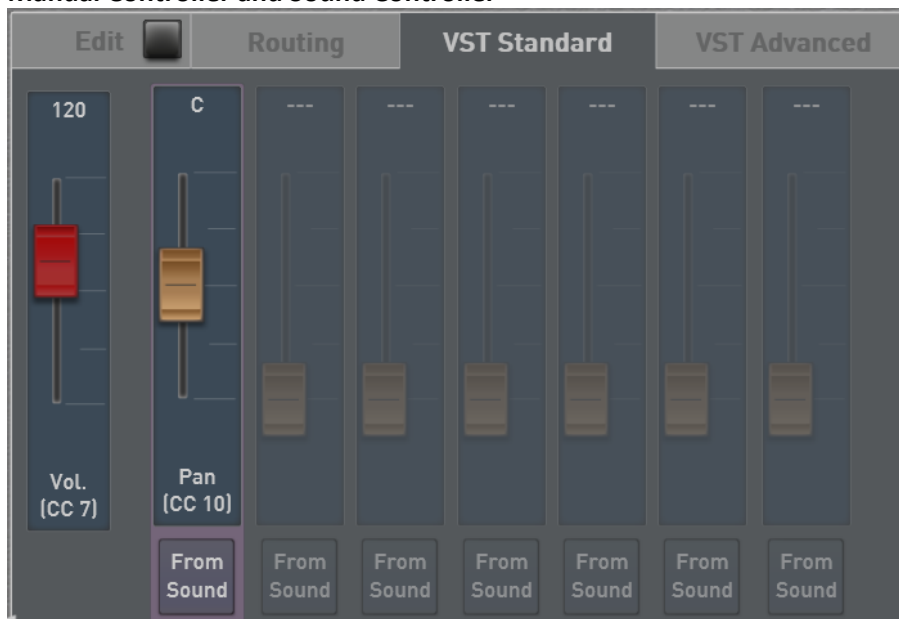 Manual Controller and Sound Controller
Edit Routing VST Standard VST Advanced
120 C --- --- --- --- --- ---
Vol. Pan
(CC 7) (CC 10)
From From From From From From From
Sound Sound Sound Sound Sound Sound Sound